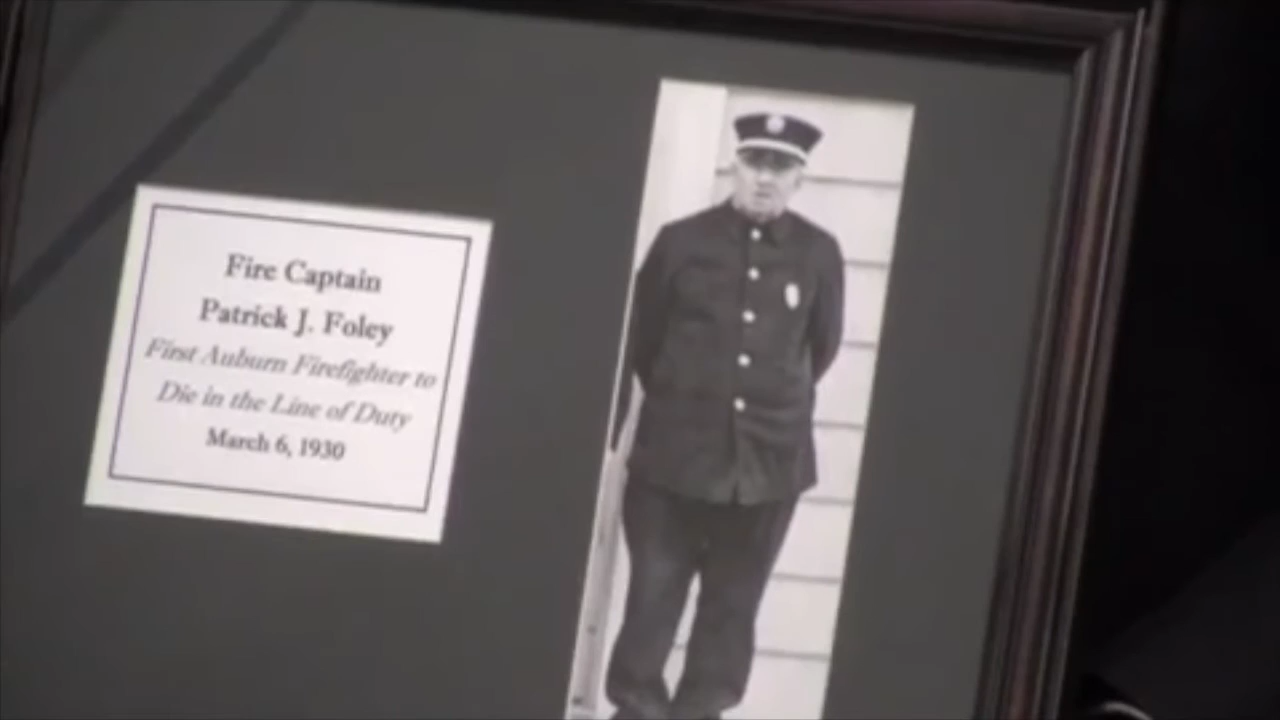 Fire Captain
Patrick J. Foley
First Auburn Firefighter to
Die in the Line of Duty
March 6, 1930